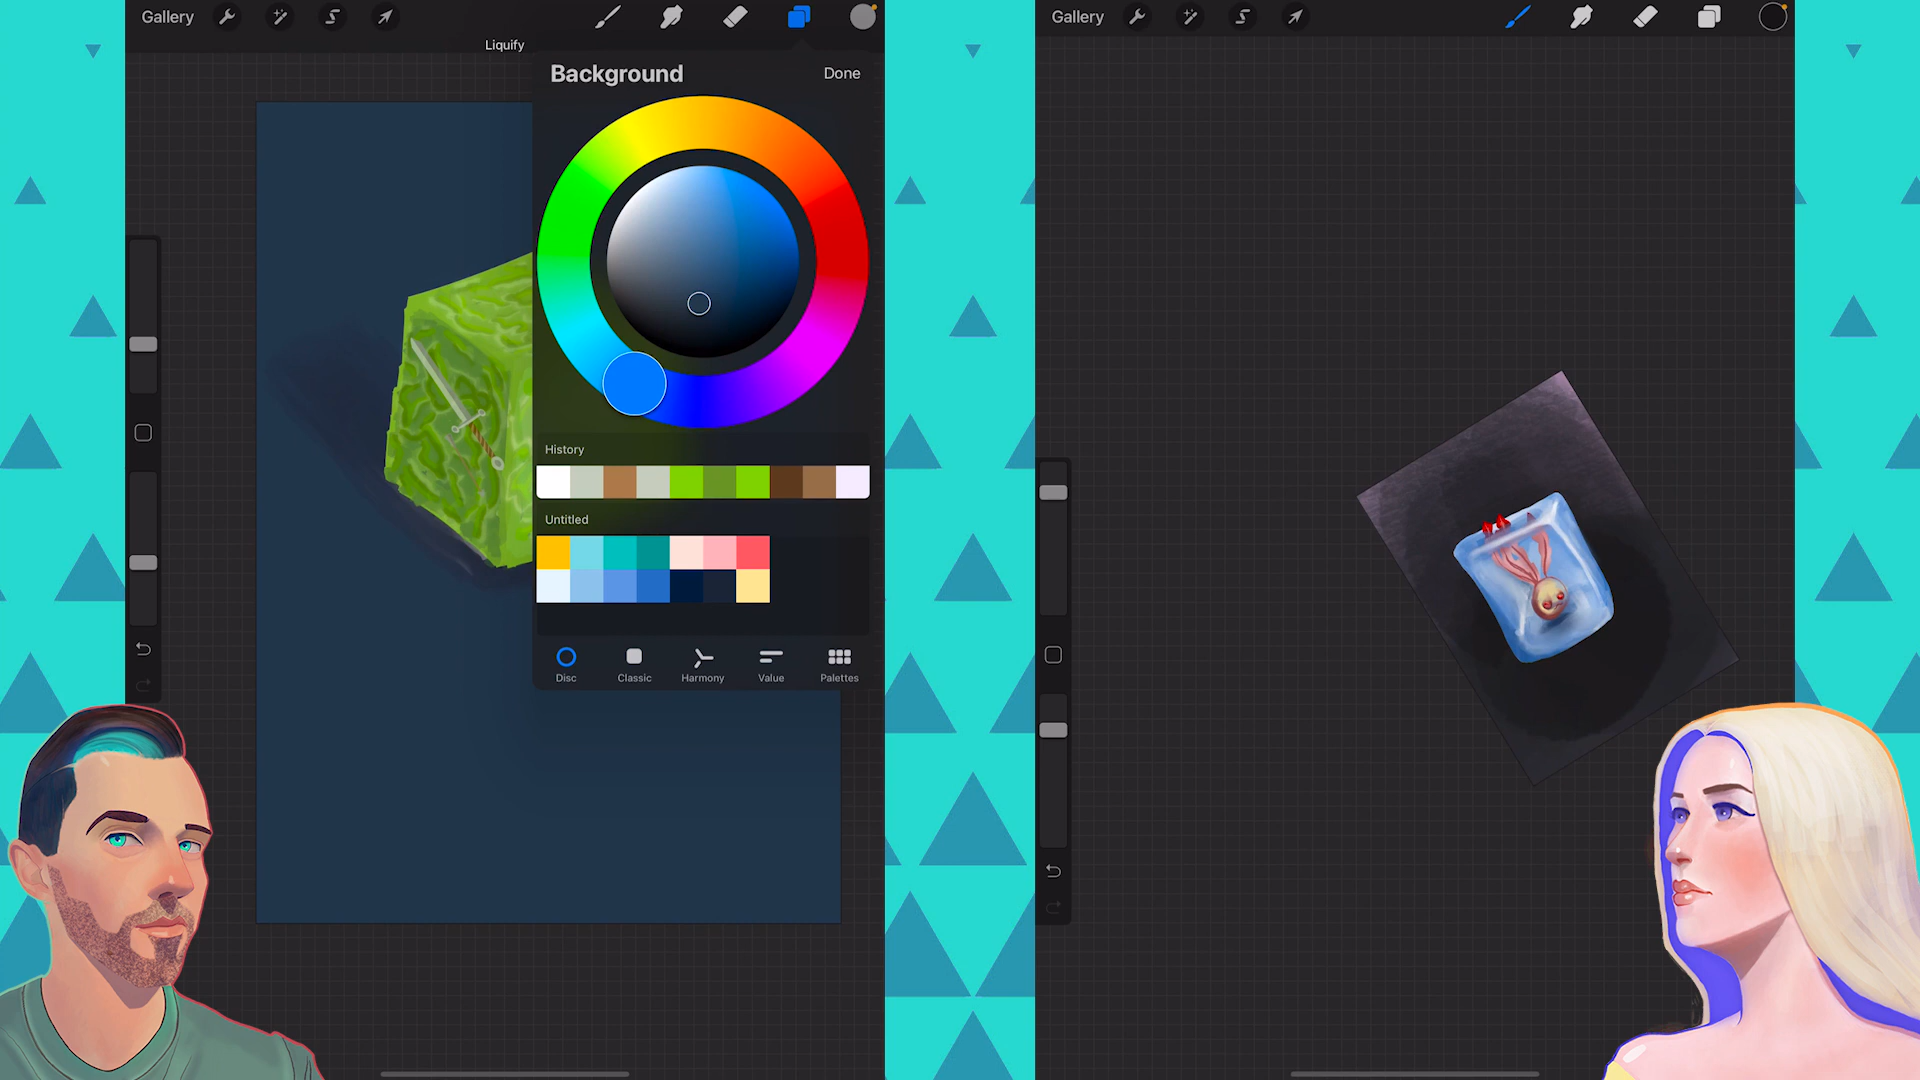 Gallery
Liquify
Background
Done
History
Untitled
Disc
Classic
Harmony
Value
Palettes
Gallery